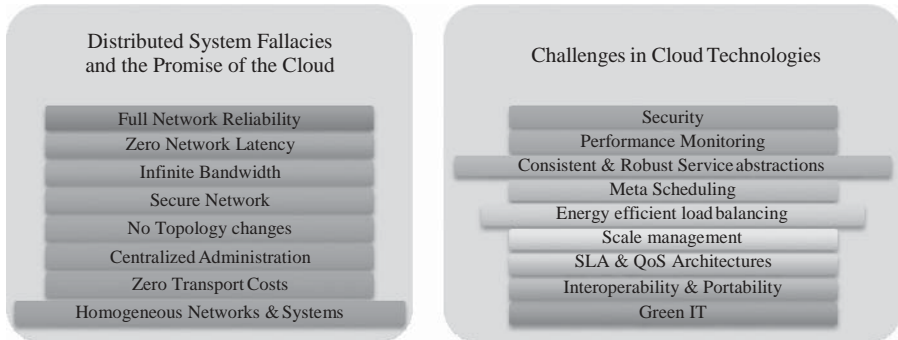 Distributed System Fallacies
and the Promise of the Cloud
Full Network Reliability
Zero Network Latency
Infinite Bandwidth
Secure Network
No Topology changes
Centralized Administration
Zero Transport Costs
Homogeneous Networks & Systems
Challenges in Cloud Technologies
Security
Performance Monitoring
Consistent & Robust Service abstractions
Meta Scheduling
Energy efficient load balancing
Scale management
SLA & QoS Architectures
Interoperability & Portability
Green IT